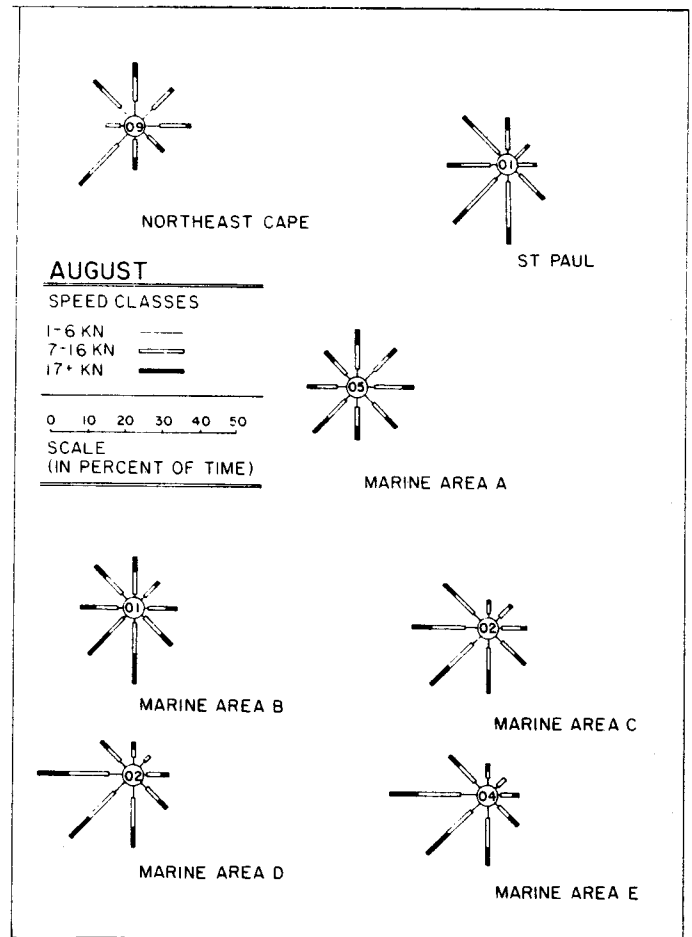 09
NORTHEAST CAPE
01
ST PAUL
AUGUST
SPEED CLASSES
1-6 KN
7-16 KN
17+ KN
0 10 20 30 40 50
SCALE
(IN PERCENT OF TIME)
05
MARINE AREA A
01
MARINE AREA B
02
MARINE AREA C
02
MARINE AREA D
04
MARINE AREA E